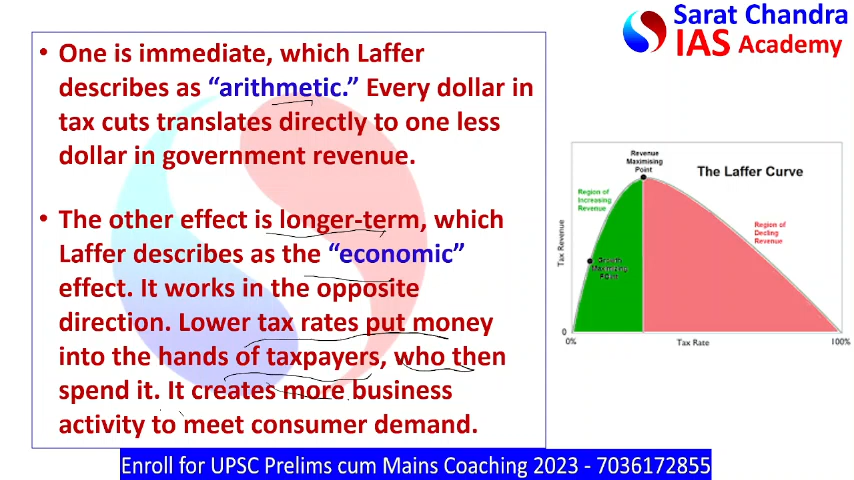 Sarat Chandra
IAS Academy
• One is immediate, which Laffer
describes as “arithmetic.” Every dollar in
tax cuts translates directly to one less
dollar in government revenue.
• The other effect is longer-term, which
Laffer describes as the “economic”
effect. It works in the opposite
direction. Lower tax rates put money
into the hands of taxpayers, who then
spend it. It creates more business
activity to meet consumer demand.
The Laffer Curve
Revenue
Maximising
Point
Region of
Increasing
Revenue
Region of
Decling
Revenue
Growth
Maximizing
Point
Tax Revenue
0
0%
Tax Rate
100%
Enroll for UPSC Prelims cum Mains Coaching 2023 - 7036172855